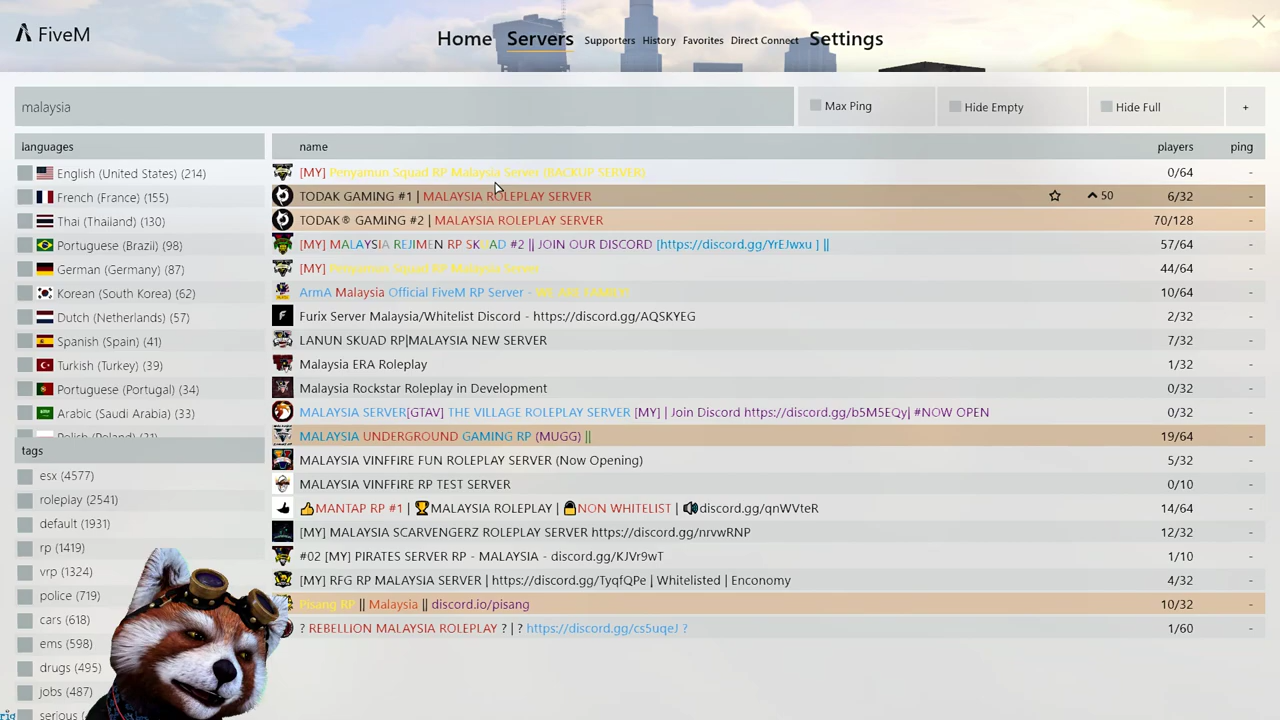 FiveM
Home Servers Supporters History Favorites Direct Connect Settings
malaysia
Max Ping
Hide Empty
Hide Full
+
languages
English (United States) (214)
French (France) (155)
Thai (Thailand) (130)
Portuguese (Brazil) (98)
German (Germany) (87)
Korean (South Korea) (62)
Dutch (Netherlands) (57)
Spanish (Spain) (41)
Turkish (Turkey) (39)
Portuguese (Portugal) (34)
Arabic (Saudi Arabia) (33)
Polish (Poland) (31)
tags
esx (4577)
roleplay (2541)
default (1931)
rp (1419)
vrp (1324)
police (719)
cars (618)
ems (598)
drugs (495)
jobs (487)
serious
name players ping
[MY] Penyamun Squad RP Malaysia Server (BACKUP SERVER) 0/64 -
TODAK GAMING #1 | MALAYSIA ROLEPLAY SERVER 50 6/32 -
TODAK® GAMING #2 | MALAYSIA ROLEPLAY SERVER 70/128 -
[MY] MALAYSIA REJIMEN RP SKUAD #2 || JOIN OUR DISCORD [https://discord.gg/YrEJwxu ] || 57/64 -
[MY] Penyamun Squad RP Malaysia Server 44/64 -
ArmA Malaysia Official FiveM RP Server - WE ARE FAMILY! 10/64 -
Furix Server Malaysia/Whitelist Discord - https://discord.gg/AQSKYEG 2/32 -
LANUN SKUAD RP|MALAYSIA NEW SERVER 7/32 -
Malaysia ERA Roleplay 1/32 -
Malaysia Rockstar Roleplay in Development 0/32 -
MALAYSIA SERVER[GTAV] THE VILLAGE ROLEPLAY SERVER [MY] | Join Discord https://discord.gg/b5M5EQy| #NOW OPEN 0/32 -
MALAYSIA UNDERGROUND GAMING RP (MUGG) || 19/64 -
MALAYSIA VINFFIRE FUN ROLEPLAY SERVER (Now Opening) 5/32 -
MALAYSIA VINFFIRE RP TEST SERVER 0/10 -
👍MANTAP RP #1 | 🏆MALAYSIA ROLEPLAY | 🔒NON WHITELIST | 🔊discord.gg/qnWVteR 14/64 -
[MY] MALAYSIA SCARVENGERZ ROLEPLAY SERVER https://discord.gg/nrvwRNP 12/32 -
#02 [MY] PIRATES SERVER RP - MALAYSIA - discord.gg/KJVr9wT 1/10 -
[MY] RFG RP MALAYSIA SERVER | https://discord.gg/TyqfQPe | Whitelisted | Enconomy 4/32 -
Pisang RP || Malaysia || discord.io/pisang 10/32 -
? REBELLION MALAYSIA ROLEPLAY ? | ? https://discord.gg/cs5uqeJ ? 1/60 -